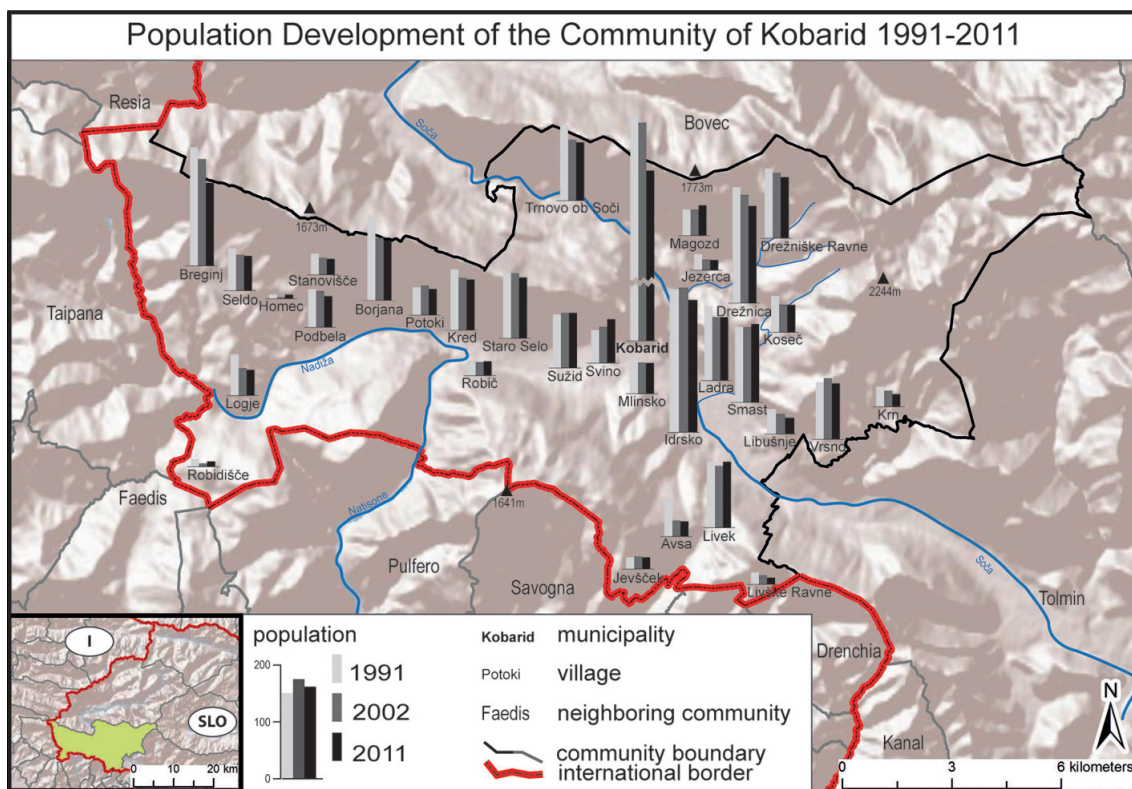 Population Development of the Community of Kobarid 1991-2011
Resia
Soča
Bovec
1773m
Trnovo ob Soči
1673m
Magozd
Drežniške Ravne
Breginj
Stanovišče
Jezerca
Seldo
2244m
Homec
Borjana
Drežnica
Taipana
Podbela
Potoki
Kred
Staro Selo
Koseč
Kobarid
Nadiža
Svino
Robič
Sužid
Ladra
Logje
Mlinsko
Smast
Krn
Idrsko
Libušnje
Vrsno
Robidišče
Faedis
1641m
Natisone
Livek
Avsa
Pulfero
Jevšček
Soča
Savogna
Livške Ravne
Tolmin
Drenchia
Kanal
I
SLO
0 10 20 km
population
200
100
0
1991
2002
2011
Kobarid municipality
Potoki village
Faedis neighboring community
community boundary
international border
N
0 3 6 kilometers